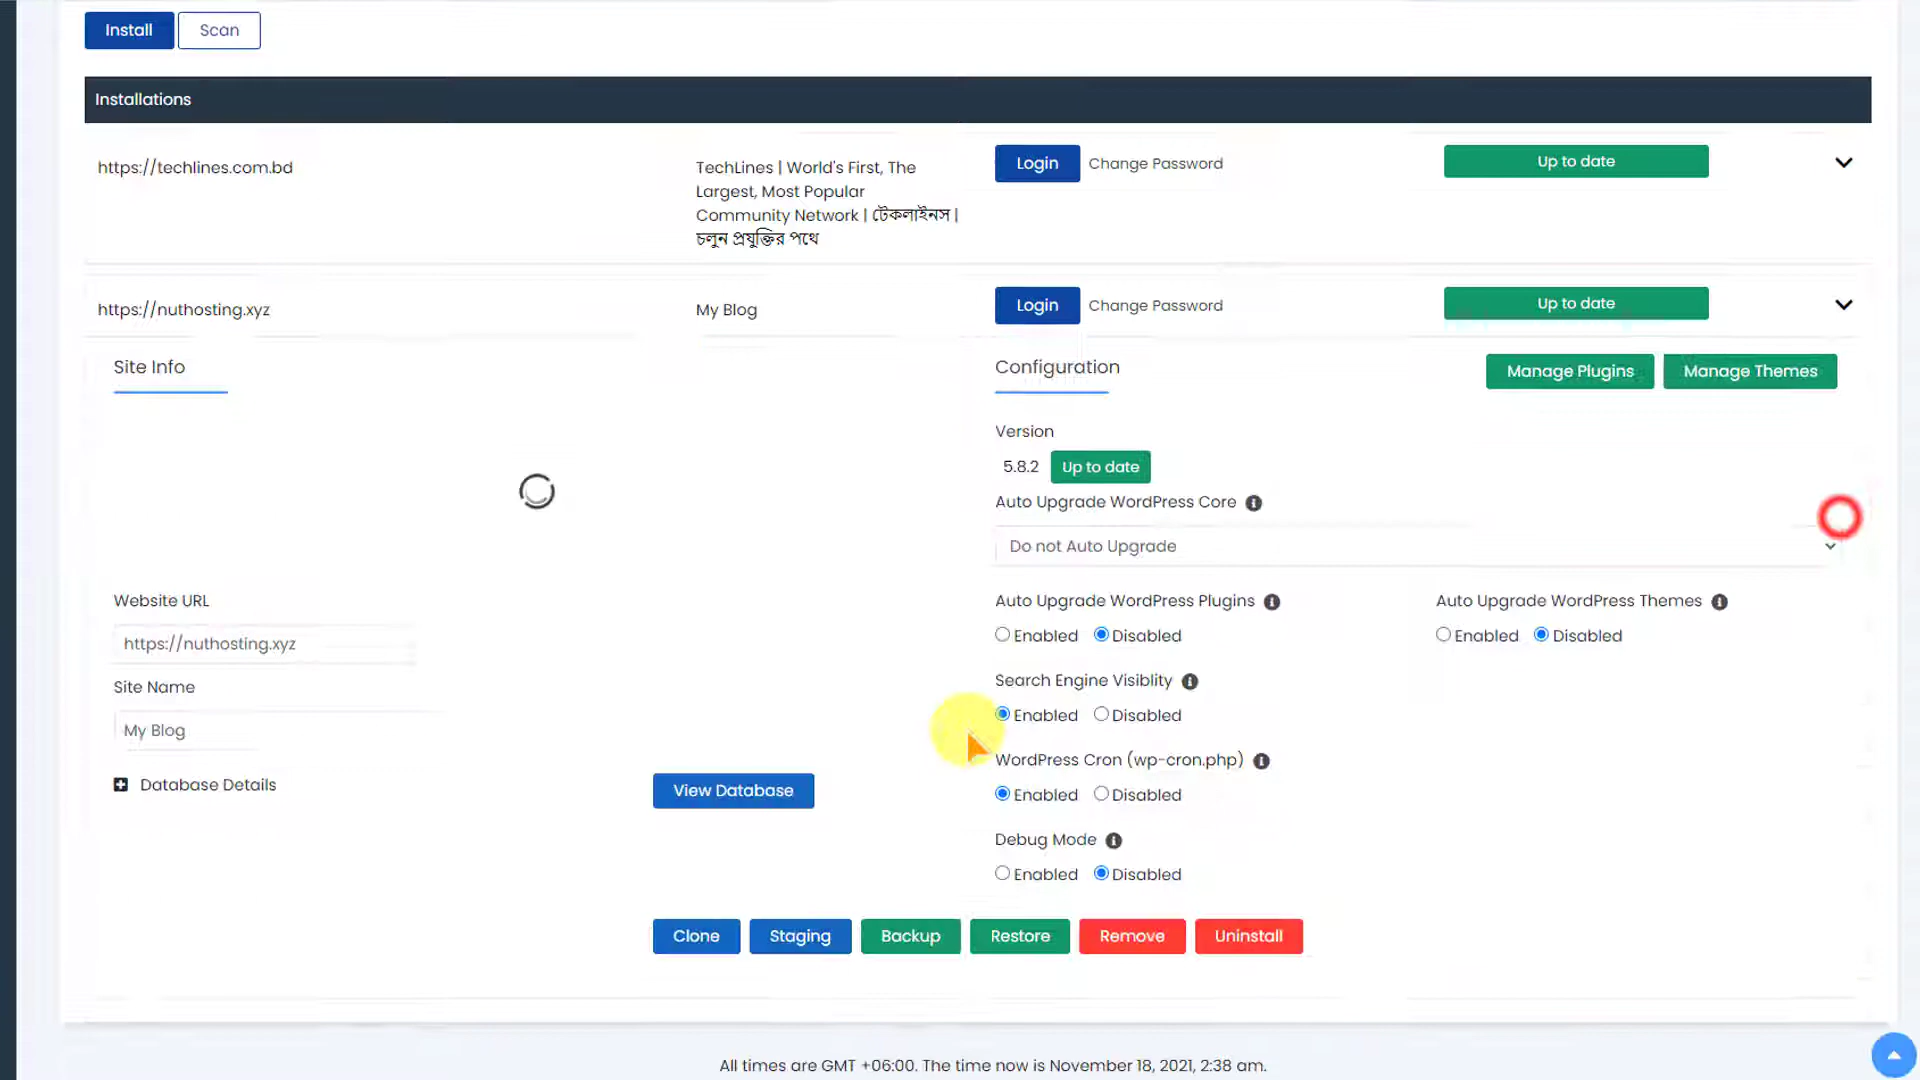 Install Scan
Installations
https://techlines.com.bd
TechLines | World's First, The
Largest, Most Popular
Community Network | টেকলাইনস |
চলুন প্রযুক্তির পথে
Login Change Password Up to date
https://nuthosting.xyz My Blog Login Change Password Up to date
Site Info
Configuration Manage Plugins Manage Themes
Version
5.8.2 Up to date
Auto Upgrade WordPress Core
Do not Auto Upgrade
Website URL
https://nuthosting.xyz
Site Name
My Blog
Database Details View Database
Auto Upgrade WordPress Plugins Auto Upgrade WordPress Themes
Enabled Disabled Enabled Disabled
Search Engine Visiblity
Enabled Disabled
WordPress Cron (wp-cron.php)
Enabled Disabled
Debug Mode
Enabled Disabled
Clone Staging Backup Restore Remove Uninstall
All times are GMT +06:00. The time now is November 18, 2021, 2:38 am.